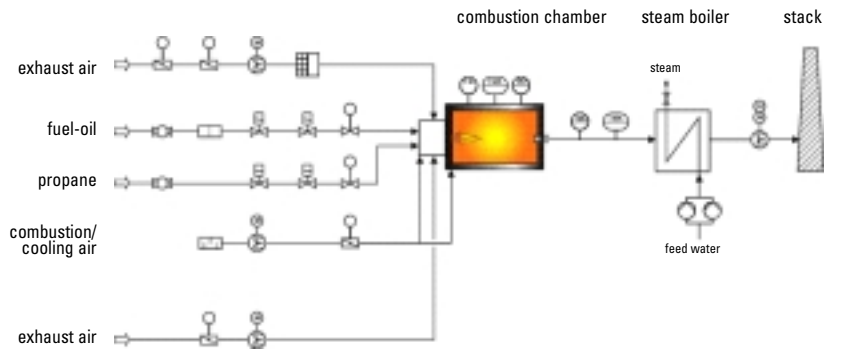 combustion chamber
steam boiler
stack
exhaust air
steam
fuel-oil
propane
combustion/
cooling air
feed water
exhaust air